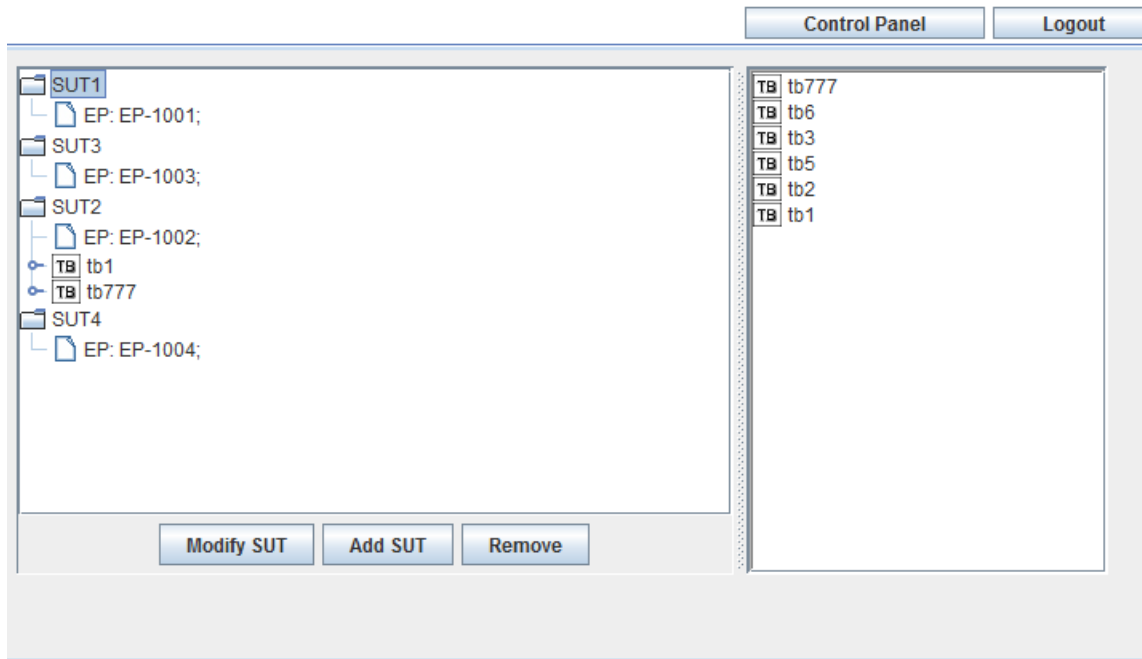 Control Panel Logout
SUT1
EP: EP-1001;
SUT3
EP: EP-1003;
SUT2
EP: EP-1002;
TB tb1
TB tb777
SUT4
EP: EP-1004;
Modify SUT Add SUT Remove
TB tb777
TB tb6
TB tb3
TB tb5
TB tb2
TB tb1